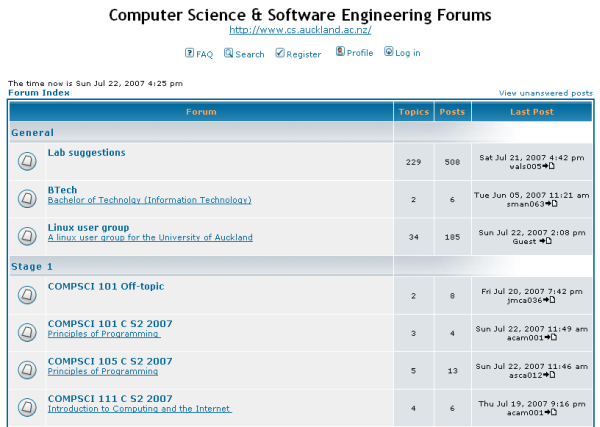 Computer Science & Software Engineering Forums
http://www.cs.auckland.ac.nz/
FAQ Search Register Profile Log in
The time now is Sun Jul 22, 2007 4:25 pm
Forum Index View unanswered posts
Forum Topics Posts Last Post
General
Lab suggestions 229 508 Sat Jul 21, 2007 4:42 pm
vals005
BTech
Bachelor of Technolgy (Information Technology) 2 6 Tue Jun 05, 2007 11:21 am
sman063
Linux user group
A linux user group for the University of Auckland 34 185 Sun Jul 22, 2007 2:08 pm
Guest
Stage 1
COMPSCI 101 Off-topic 2 8 Fri Jul 20, 2007 7:42 pm
jmca036
COMPSCI 101 C S2 2007
Principles of Programming 3 4 Sun Jul 22, 2007 11:49 am
acam001
COMPSCI 105 C S2 2007
Principles of Programming 5 13 Sun Jul 22, 2007 11:46 am
asca012
COMPSCI 111 C S2 2007
Introduction to Computing and the Internet 4 6 Thu Jul 19, 2007 9:16 pm
acam001